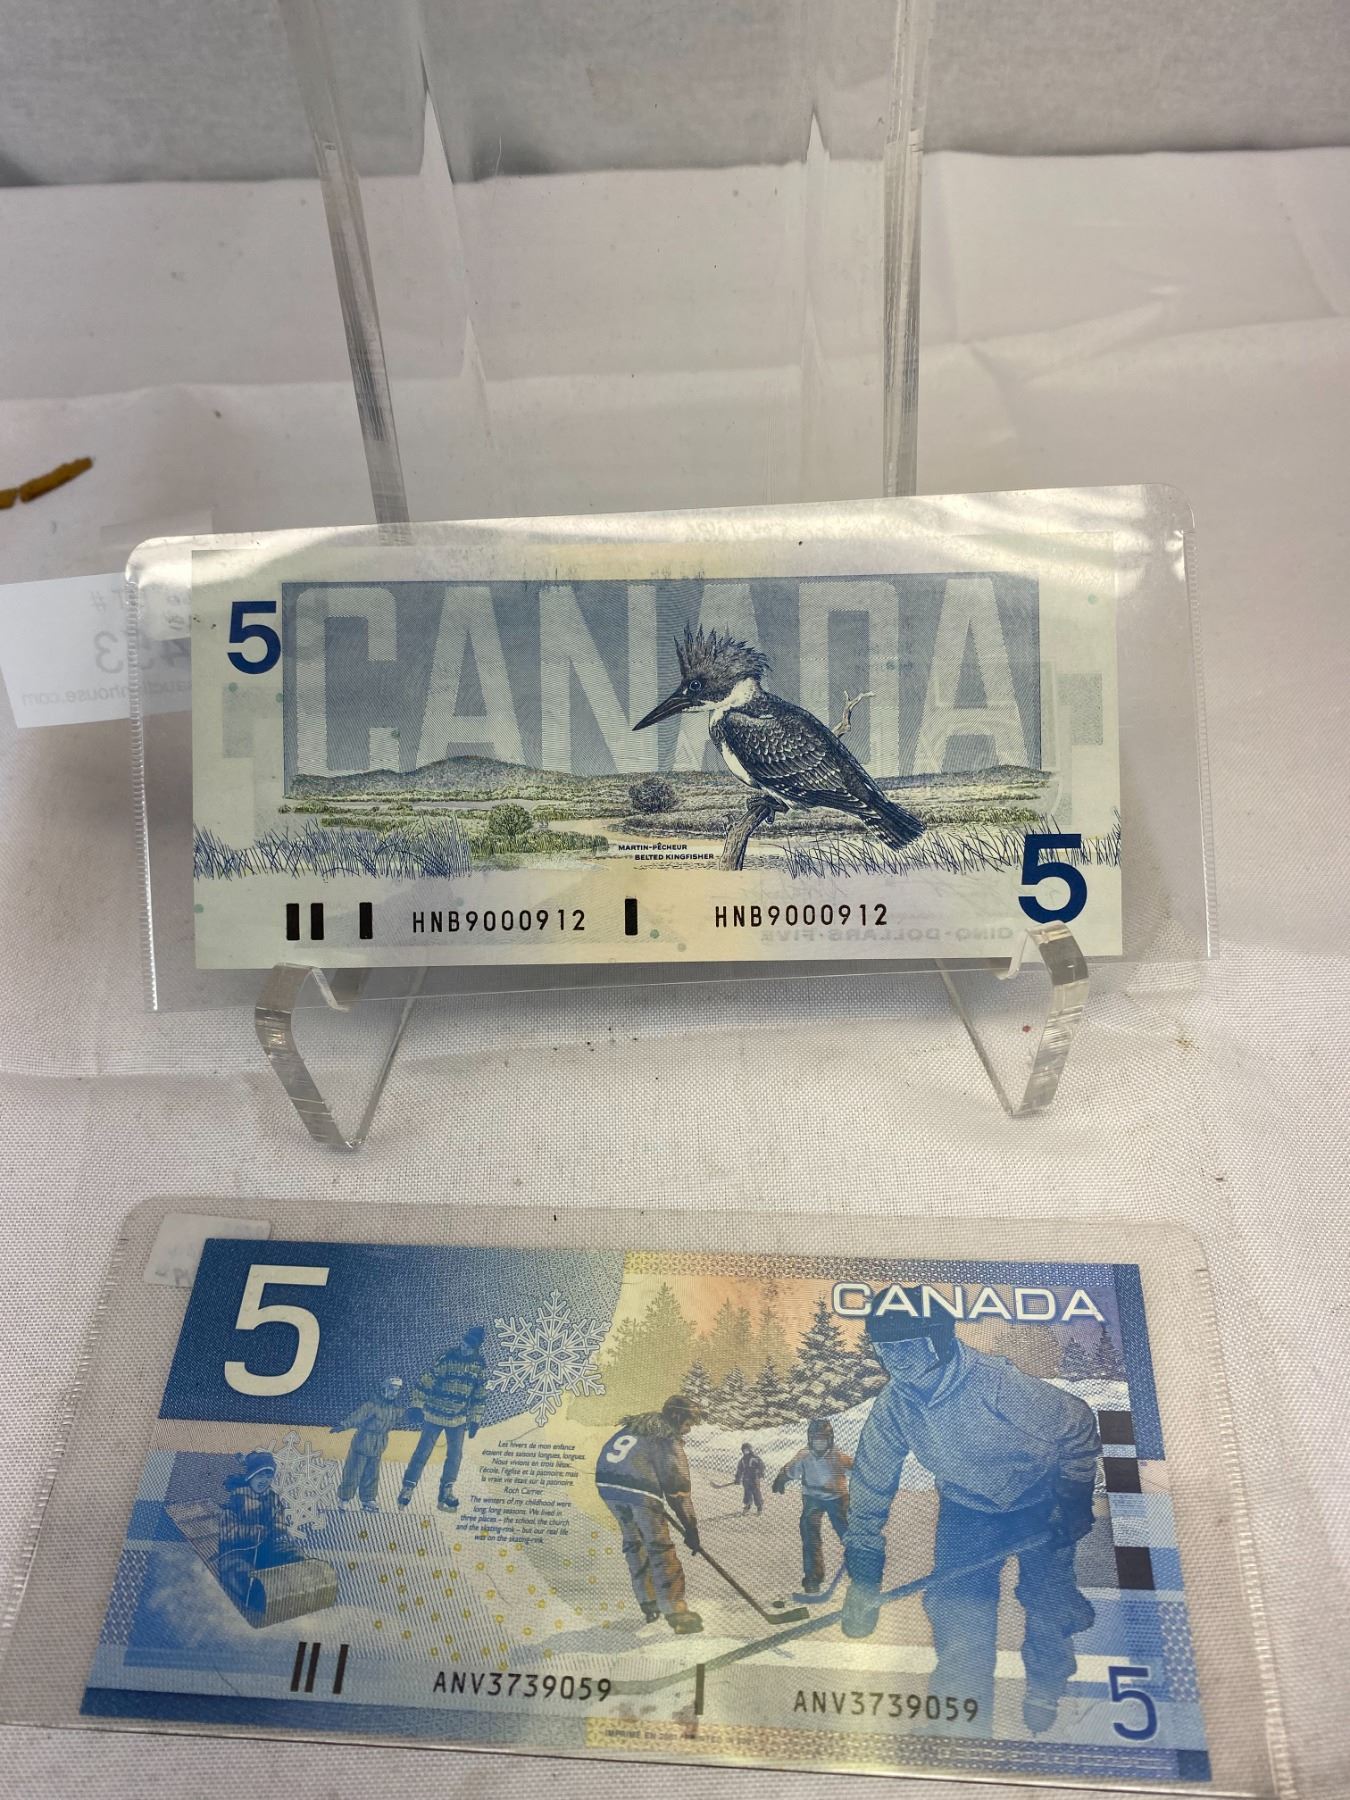 5
CANADA
MARTIN-PÊCHEUR
BELTED KINGFISHER
5
HNB9000912 HNB9000912
CINQ·DOLLARS·FIVE
5
CANADA
9
Les hivers de mon enfance
étaient des saisons longues, longues.
Nous vivions en trois lieux:
l'école, l'église et la patinoire; mais
la vraie vie était sur la patinoire.
Roch Carrier
The winters of my childhood were
long, long seasons. We lived in
three places – the school, the church
and the skating-rink – but our real life
was on the skating-rink.
ANV3739059 ANV3739059
5
IMPRIMÉ EN